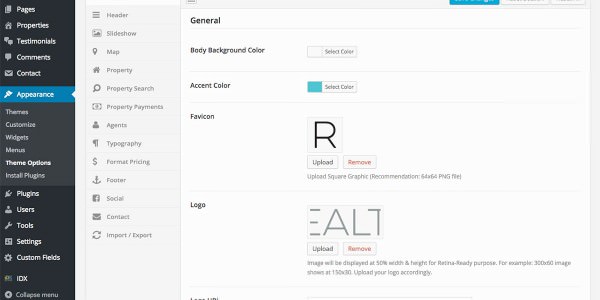 Pages
Properties
Testimonials
Comments
Contact
Appearance
Themes
Customize
Widgets
Menus
Theme Options
Install Plugins
Plugins
Users
Tools
Settings
Custom Fields
IDX
Collapse menu
Header
Slideshow
Map
Property
Property Search
Property Payments
Agents
Typography
Format Pricing
Footer
Social
Contact
Import / Export
General
Body Background Color
Select Color
Accent Color
Select Color
Favicon
R
Upload Remove
Upload Square Graphic (Recommendation: 64x64 PNG file)
Logo
EALT
Upload Remove
Image will be displayed at 50% width & height for Retina-Ready purpose. For example: 300x60 image
shows at 150x30. Upload your logo accordingly.